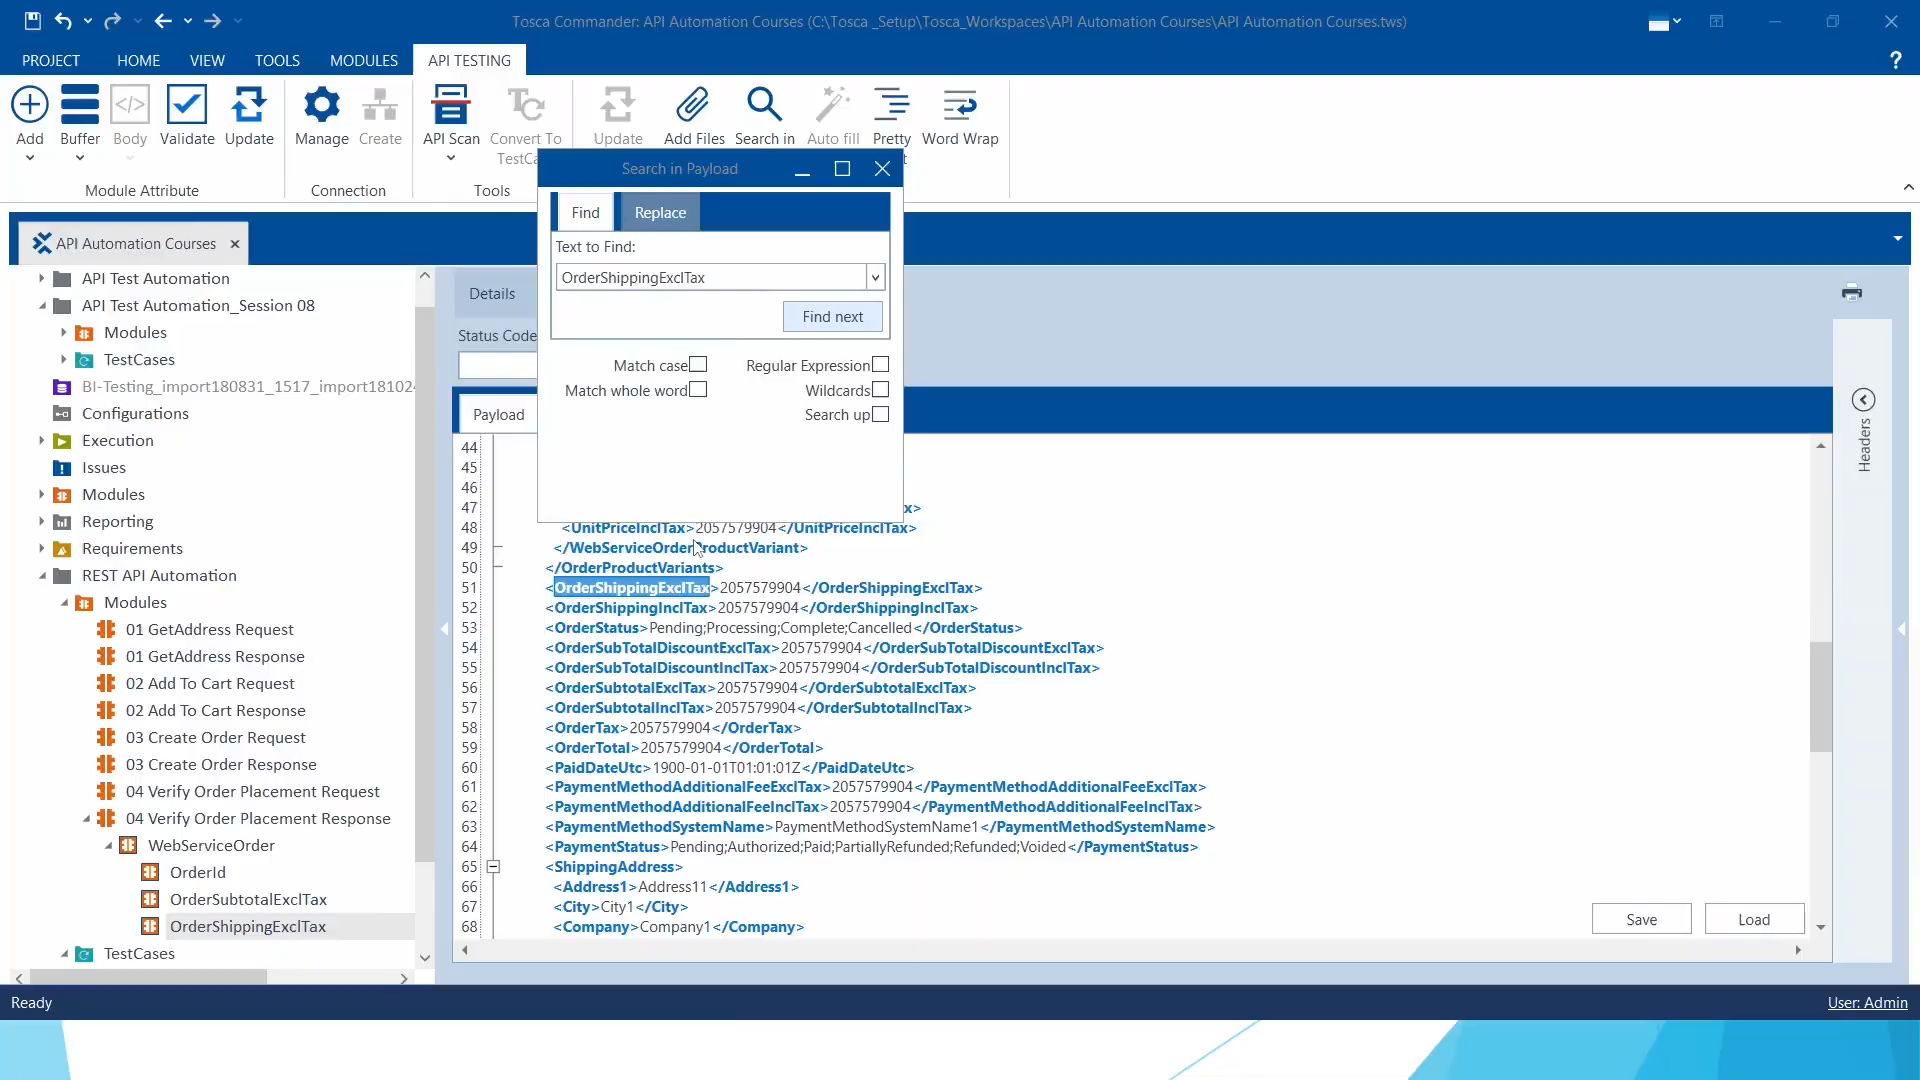 Tosca Commander: API Automation Courses (C:\Tosca _Setup\Tosca_Workspaces\API Automation Courses\API Automation Courses.tws)
PROJECT HOME VIEW TOOLS MODULES API TESTING
?
Add Buffer Body Validate Update Manage Create API Scan Convert To TestCa Update Add Files Search in Auto fill Pretty Word Wrap
Module Attribute Connection Tools
API Automation Courses
API Test Automation
API Test Automation_Session 08
Modules
TestCases
BI-Testing_import180831_1517_import18102
Configurations
Execution
Issues
Modules
Reporting
Requirements
REST API Automation
Modules
01 GetAddress Request
01 GetAddress Response
02 Add To Cart Request
02 Add To Cart Response
03 Create Order Request
03 Create Order Response
04 Verify Order Placement Request
04 Verify Order Placement Response
WebServiceOrder
OrderId
OrderSubtotalExclTax
OrderShippingExclTax
TestCases
Search in Payload
Find Replace
Text to Find:
OrderShippingExclTax
Find next
Match case Regular Expression
Match whole word Wildcards
Search up
Details
Status Code
Payload
Headers
44
45
46
47 x>
48 <UnitPriceInclTax>2057579904</UnitPriceInclTax>
49 </WebServiceOrderProductVariant>
50 </OrderProductVariants>
51 <OrderShippingExclTax>2057579904</OrderShippingExclTax>
52 <OrderShippingInclTax>2057579904</OrderShippingInclTax>
53 <OrderStatus>Pending;Processing;Complete;Cancelled</OrderStatus>
54 <OrderSubTotalDiscountExclTax>2057579904</OrderSubTotalDiscountExclTax>
55 <OrderSubTotalDiscountInclTax>2057579904</OrderSubTotalDiscountInclTax>
56 <OrderSubtotalExclTax>2057579904</OrderSubtotalExclTax>
57 <OrderSubtotalInclTax>2057579904</OrderSubtotalInclTax>
58 <OrderTax>2057579904</OrderTax>
59 <OrderTotal>2057579904</OrderTotal>
60 <PaidDateUtc>1900-01-01T01:01:01Z</PaidDateUtc>
61 <PaymentMethodAdditionalFeeExclTax>2057579904</PaymentMethodAdditionalFeeExclTax>
62 <PaymentMethodAdditionalFeeInclTax>2057579904</PaymentMethodAdditionalFeeInclTax>
63 <PaymentMethodSystemName>PaymentMethodSystemName1</PaymentMethodSystemName>
64 <PaymentStatus>Pending;Authorized;Paid;PartiallyRefunded;Refunded;Voided</PaymentStatus>
65 <ShippingAddress>
66 <Address1>Address11</Address1>
67 <City>City1</City>
68 <Company>Company1</Company>
Save Load
Ready User: Admin